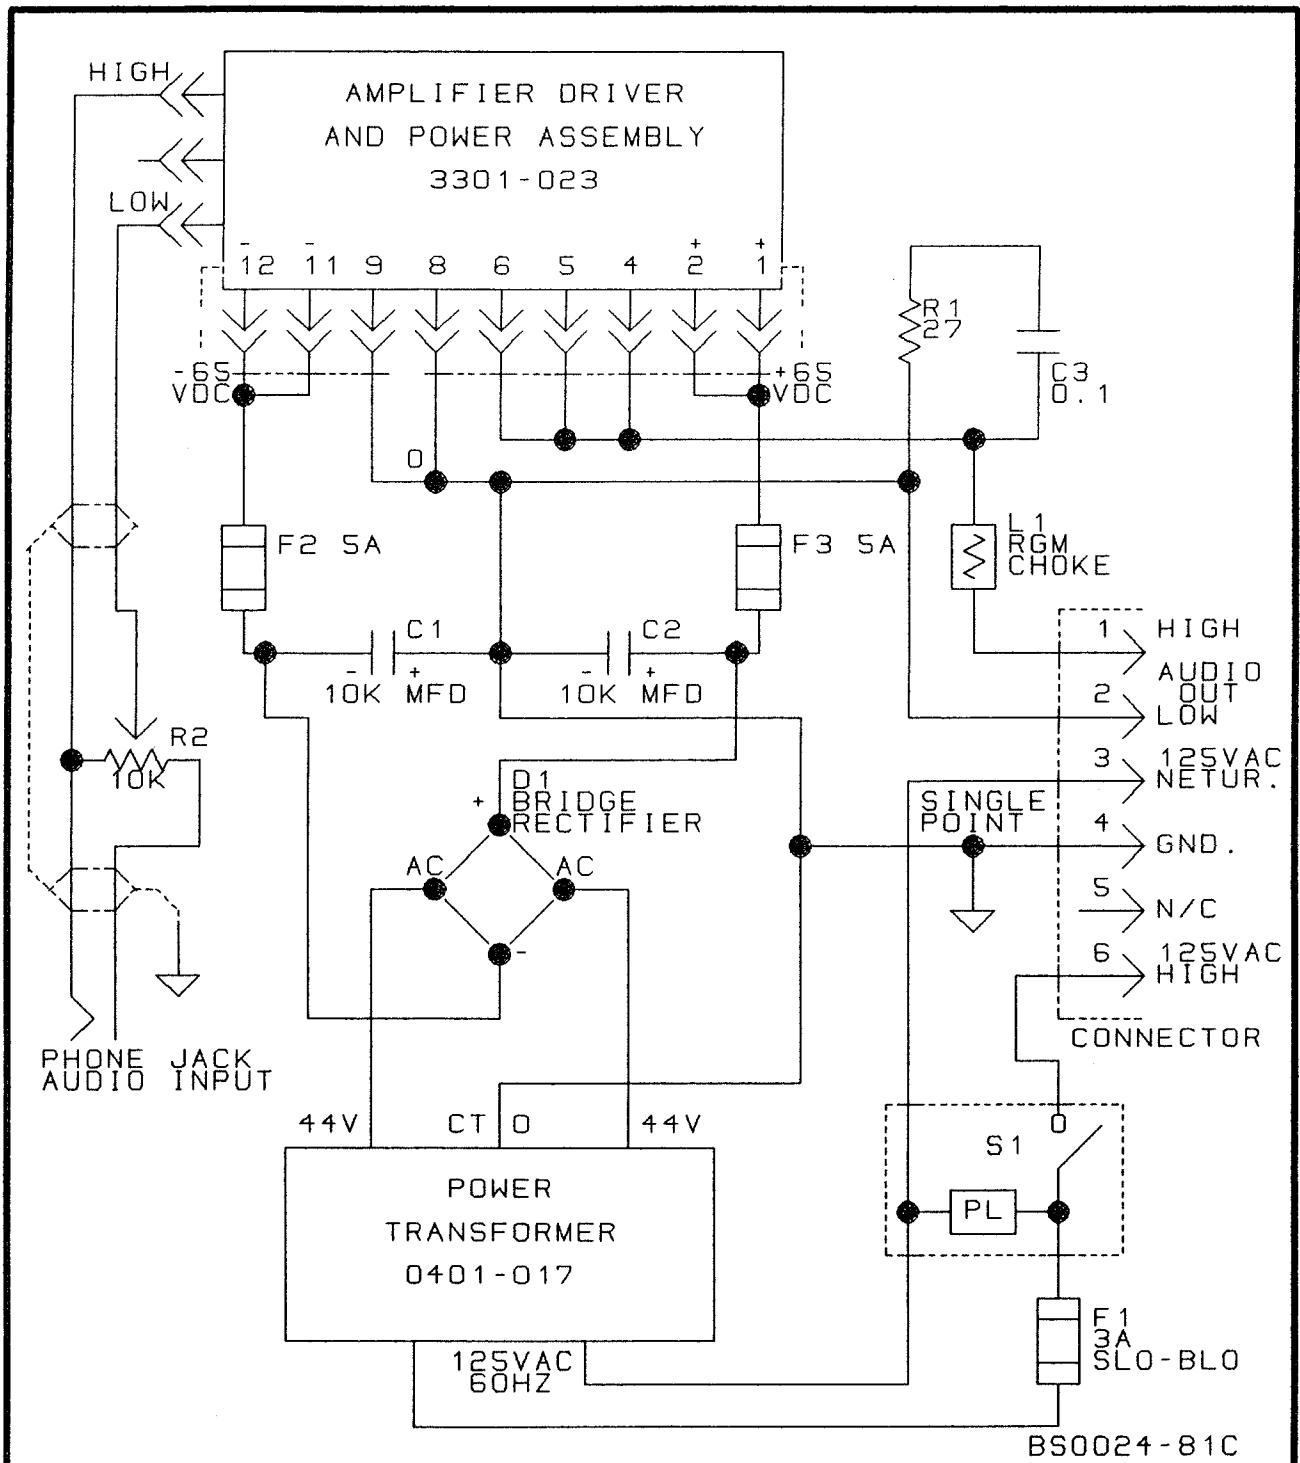 HIGH
AMPLIFIER DRIVER
AND POWER ASSEMBLY
3301-023
LOW
- - + +
12 11 9 8 6 5 4 2 1
-65
VDC
+65
VDC
R1
27
C3
0.1
0
F2 5A
F3 5A
L1
RGM
CHOKE
C1
- +
10K MFD
C2
- +
10K MFD
1 HIGH
AUDIO
OUT
2 LOW
3 125VAC
NETUR.
4 GND.
5 N/C
6 125VAC
HIGH
CONNECTOR
R2
10K
D1
BRIDGE
RECTIFIER
+
AC AC
-
SINGLE
POINT
PHONE JACK
AUDIO INPUT
44V CT 0 44V
POWER
TRANSFORMER
0401-017
125VAC
60HZ
S1
PL
F1
3A
SLO-BLO
BS0024-81C